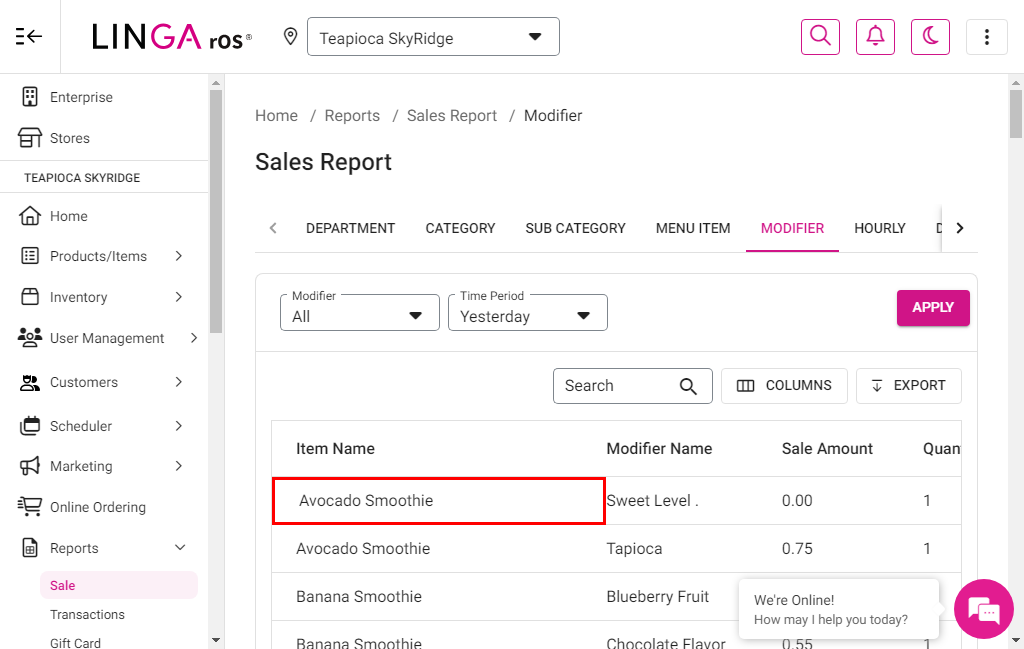 LINGA ros®
Teapioca SkyRidge
Enterprise
Stores
TEAPIOCA SKYRIDGE
Home
Products/Items
Inventory
User Management
Customers
Scheduler
Marketing
Online Ordering
Reports
Sale
Transactions
Gift Card
Home / Reports / Sales Report / Modifier
Sales Report
DEPARTMENT CATEGORY SUB CATEGORY MENU ITEM MODIFIER HOURLY
Modifier
All
Time Period
Yesterday
APPLY
Search
COLUMNS
EXPORT
Item Name Modifier Name Sale Amount Quan
Avocado Smoothie Sweet Level . 0.00 1
Avocado Smoothie Tapioca 0.75 1
Banana Smoothie Blueberry Fruit
Banana Smoothie Chocolate Flavor 0.55 1
We're Online!
How may I help you today?